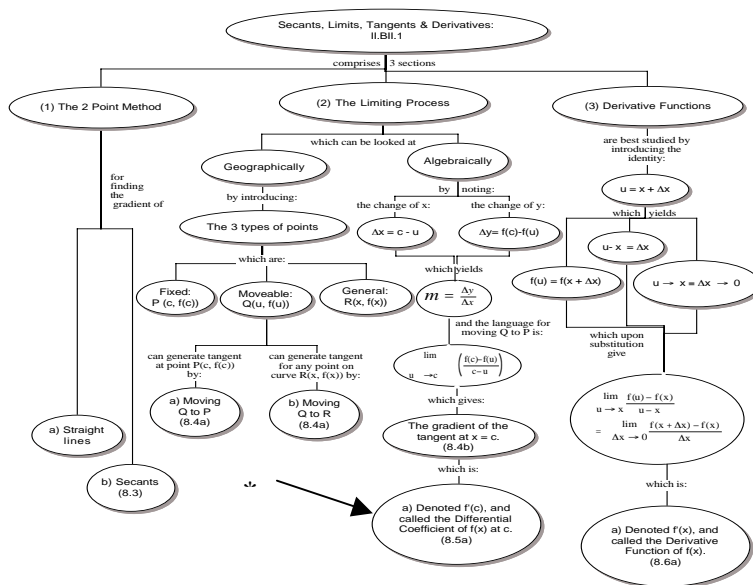 Secants, Limits, Tangents & Derivatives:
II.BII.1
comprises 3 sections
(1) The 2 Point Method
(2) The Limiting Process
(3) Derivative Functions
for
finding
the
gradient of
a) Straight
lines
b) Secants
(8.3)
which can be looked at
Geographically
Algebraically
by introducing:
The 3 types of points
which are:
Fixed:
P (c, f(c))
Moveable:
Q(u, f(u))
General:
R(x, f(x))
can generate tangent
at point P(c, f(c))
by:
can generate tangent
for any point on
curve R(x, f(x)) by:
a) Moving
Q to P
(8.4a)
b) Moving
Q to R
(8.4a)
by noting:
the change of x:
the change of y:
Δx = c - u
Δy= f(c)-f(u)
which yields
m = Δy/Δx
and the language for
moving Q to P is:
lim
u → c
(f(c)-f(u) / c-u)
which gives:
The gradient of the
tangent at x = c.
(8.4b)
which is:
*
a) Denoted f'(c), and
called the Differential
Coefficient of f(x) at c.
(8.5a)
are best studied by
introducing the
identity:
u = x + Δx
which yields
f(u) = f(x + Δx)
u- x = Δx
u → x = Δx → 0
which upon
substitution
give
lim f(u) – f(x)
u → x u – x
= lim f(x + Δx) – f(x)
Δx → 0 Δx
which is:
a) Denoted f'(x), and
called the Derivative
Function of f(x).
(8.6a)